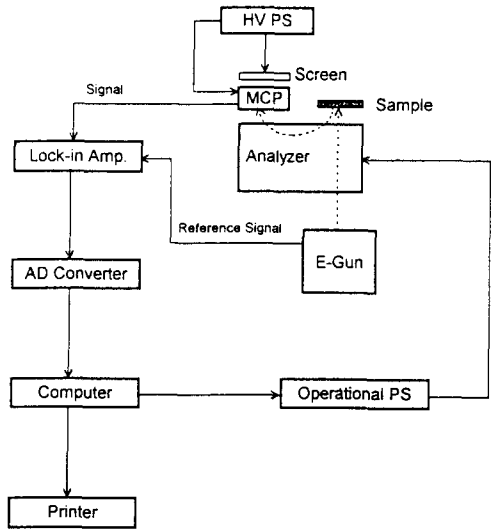 HV PS
Screen
Signal
MCP
Sample
Lock-in Amp.
Analyzer
Reference Signal
E-Gun
AD Converter
Computer
Operational PS
Printer